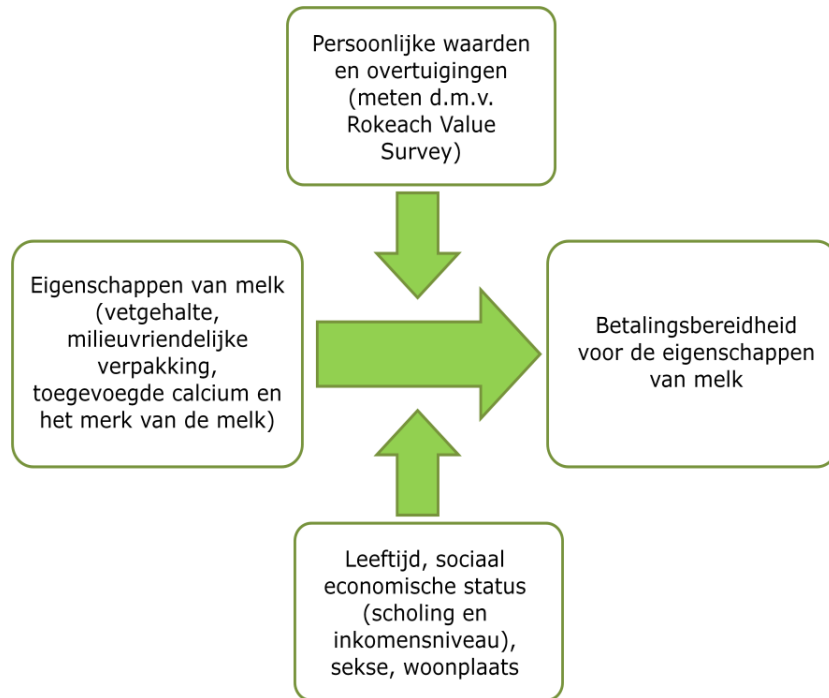 Persoonlijke waarden
en overtuigingen
(meten d.m.v.
Rokeach Value
Survey)
Eigenschappen van melk
(vetgehalte,
milieuvriendelijke
verpakking,
toegevoegde calcium en
het merk van de melk)
Betalingsbereidheid
voor de eigenschappen
van melk
Leeftijd, sociaal
economische status
(scholing en
inkomensniveau),
sekse, woonplaats